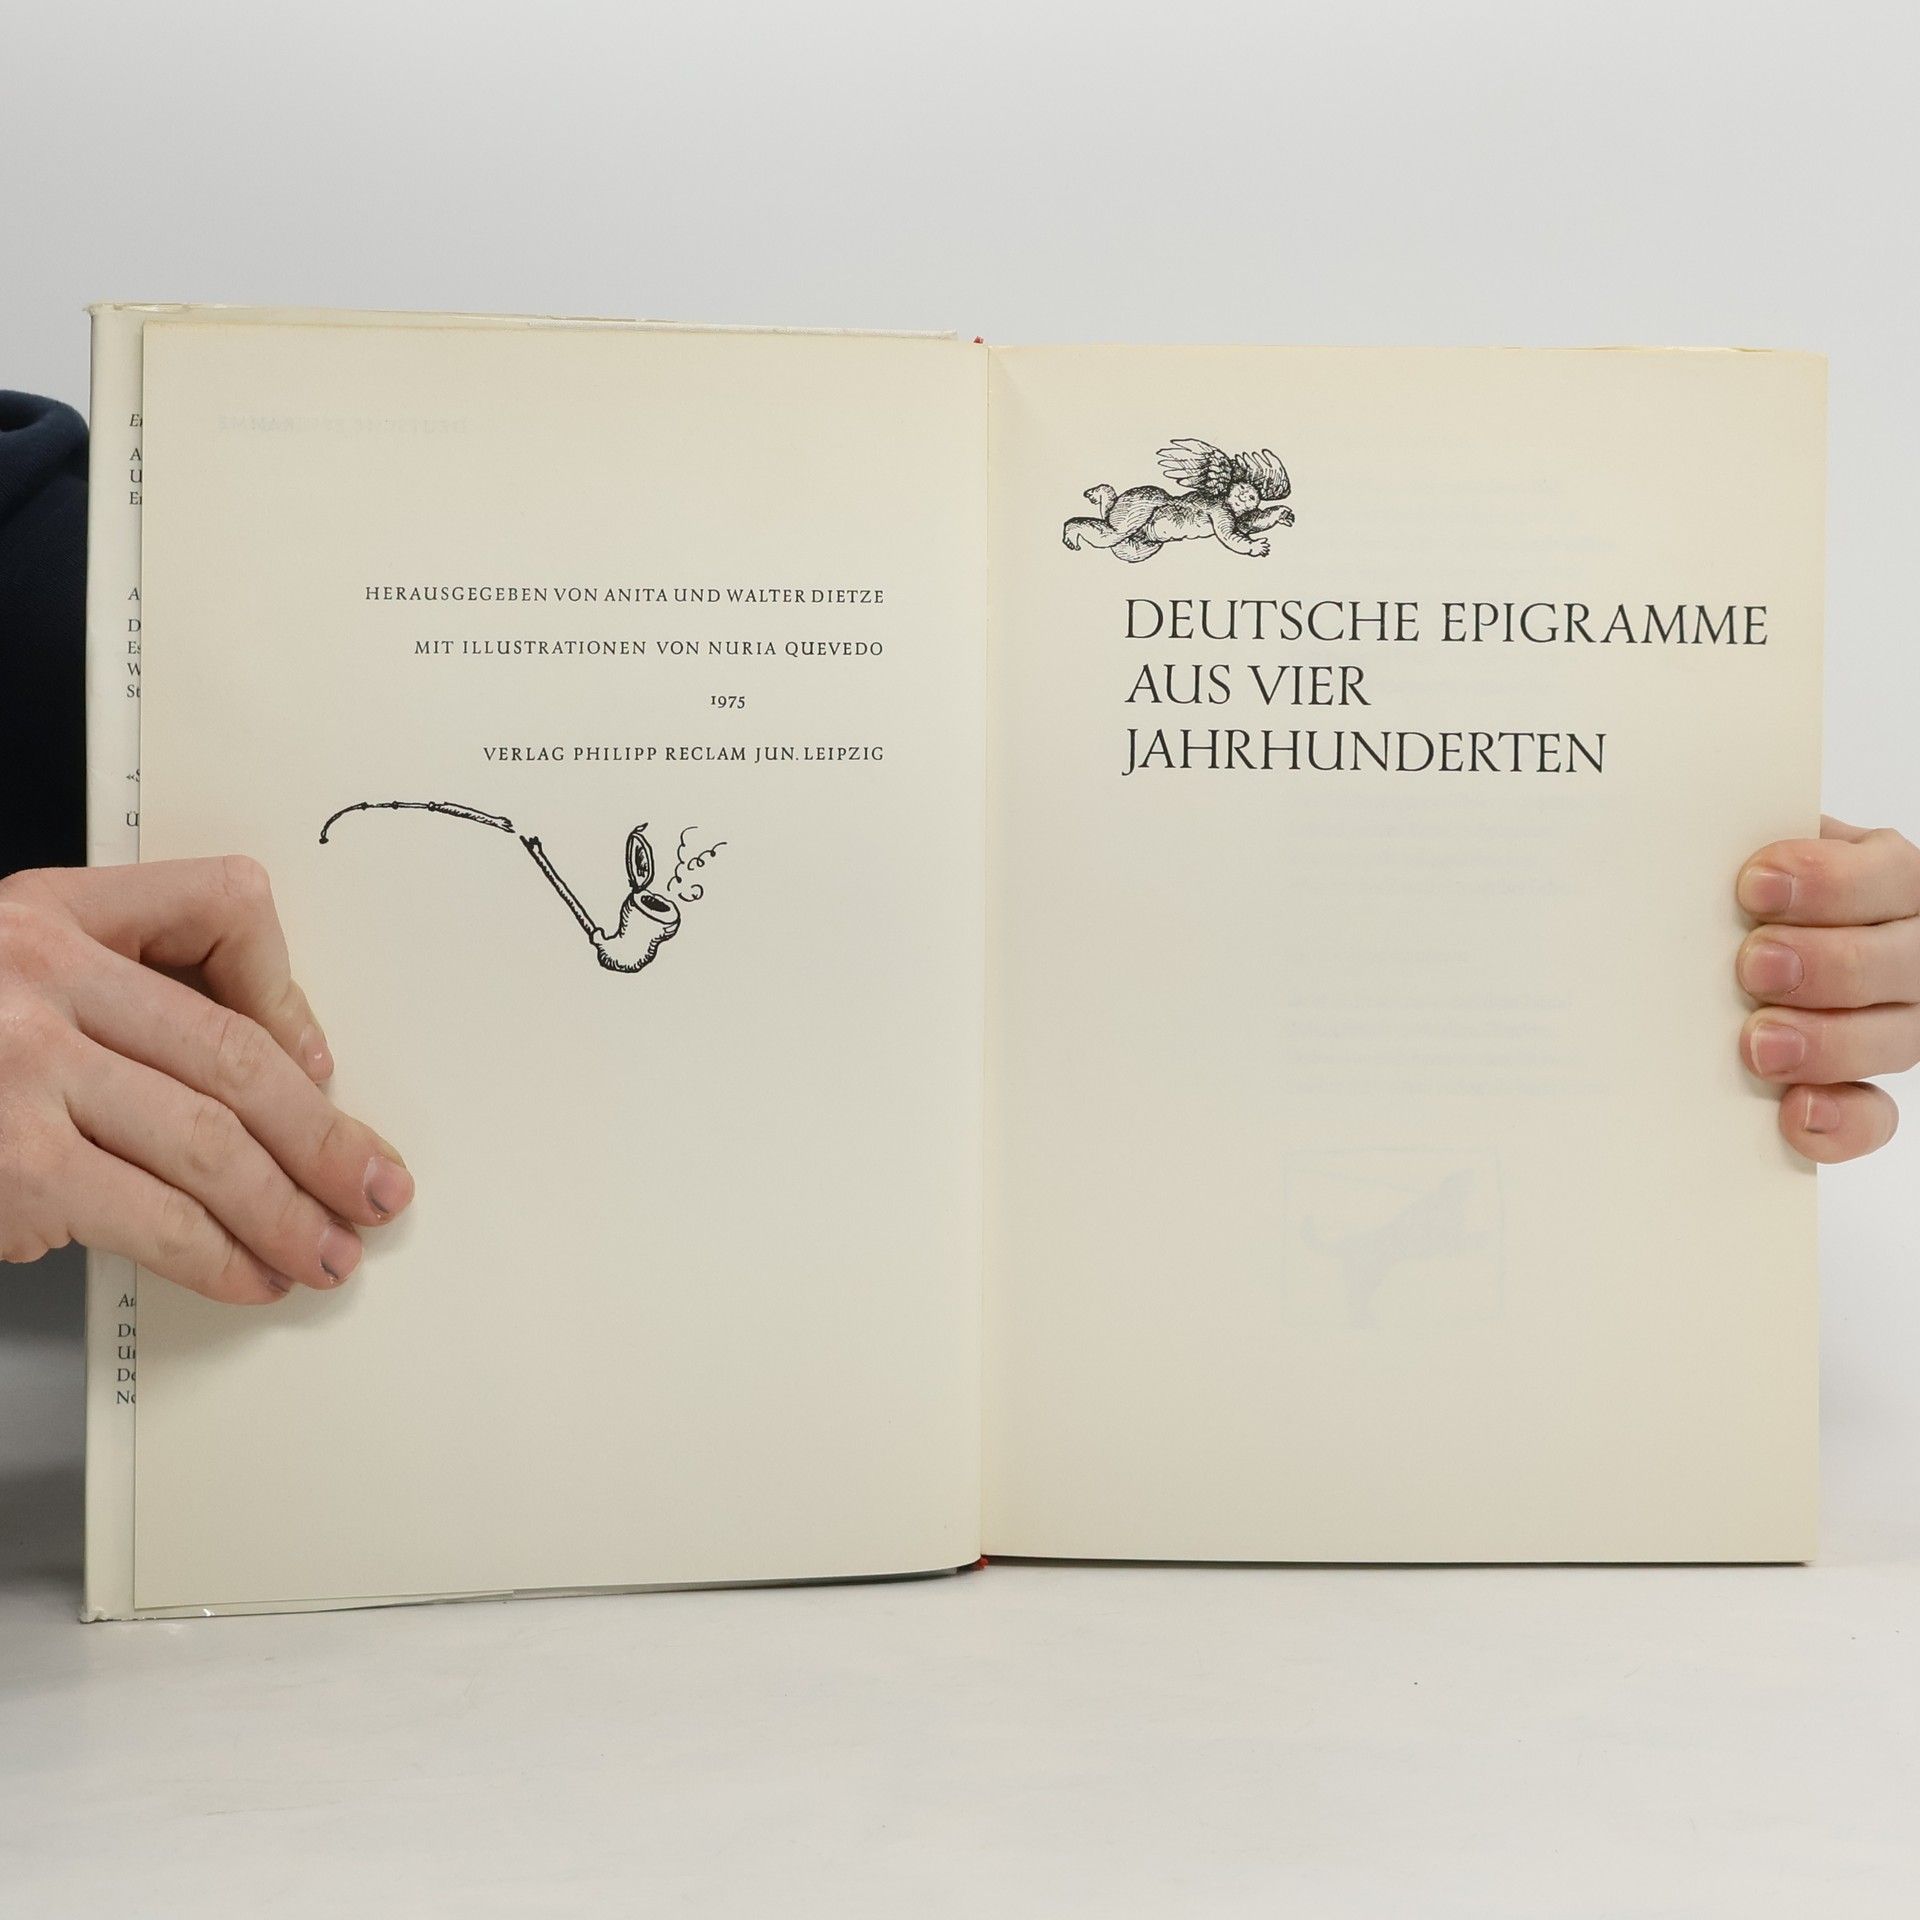 HERAUSGEGEBEN VON ANITA UND WALTER DIETZE
MIT ILLUSTRATIONEN VON NURIA QUEVEDO
1975
VERLAG PHILIPP RECLAM JUN. LEIPZIG
DEUTSCHE EPIGRAMME
AUS VIER
JAHRHUNDERTEN